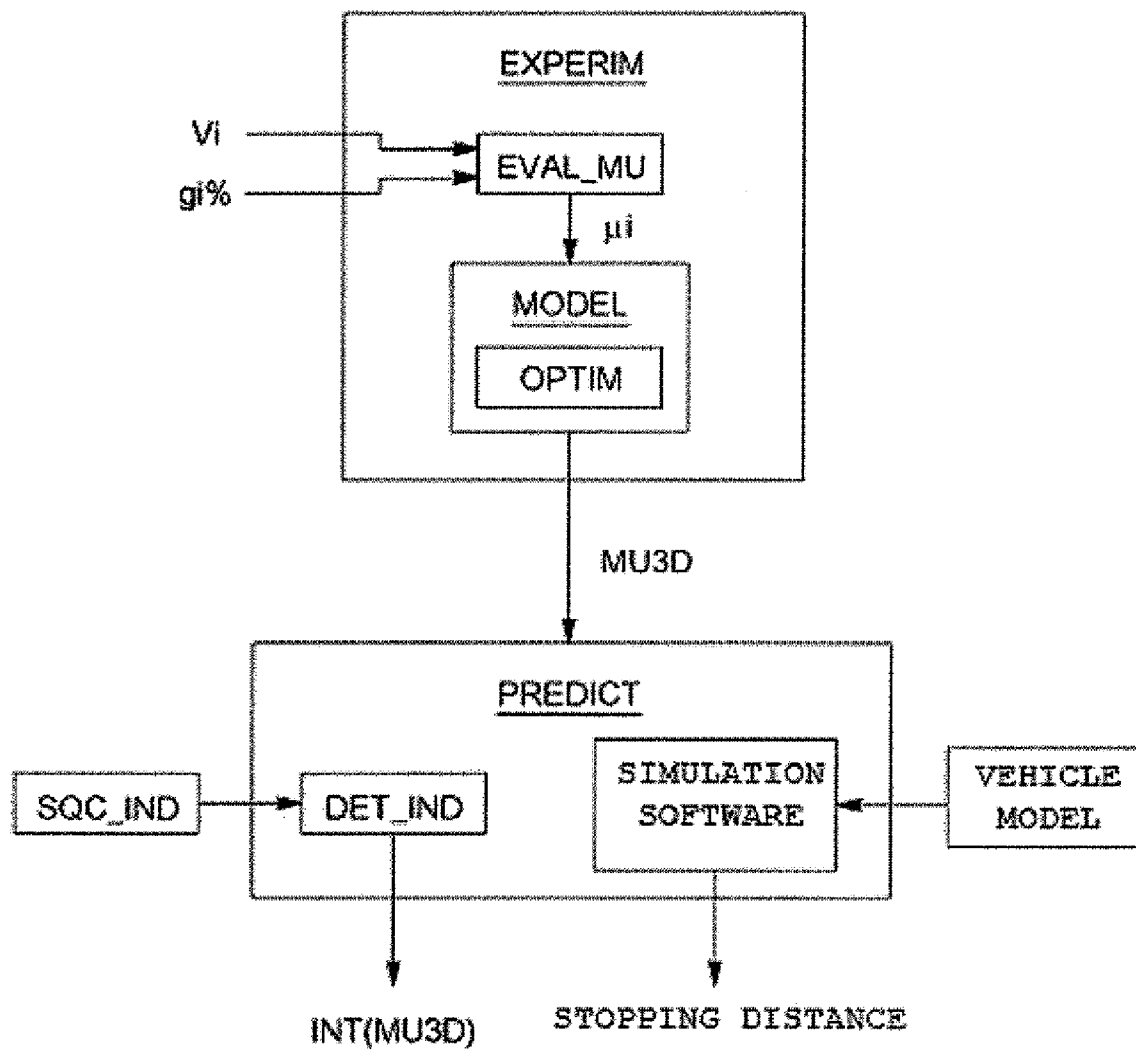 EXPERIM
Vi
EVAL_MU
gi%
μi
MODEL
OPTIM
MU3D
PREDICT
SIMULATION
SOFTWARE
VEHICLE
MODEL
SQC_IND
DET_IND
INT(MU3D)
STOPPING DISTANCE